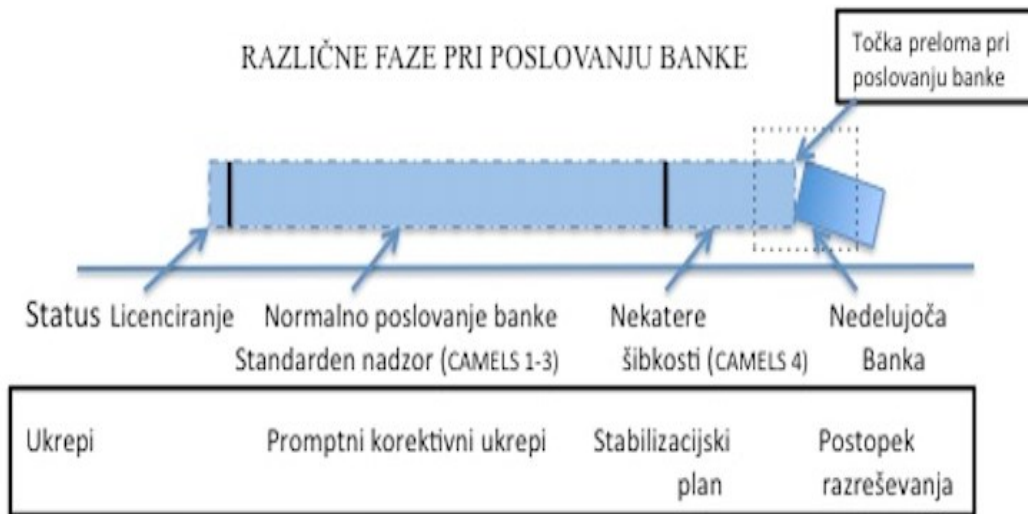 RAZLIČNE FAZE PRI POSLOVANJU BANKE
Točka preloma pri
poslovanju banke
Status Licenciranje Normalno poslovanje banke Nekatere Nedelujoča
Standarden nadzor (CAMELS 1-3) šibkosti (CAMELS 4) Banka
Ukrepi Promptni korektivni ukrepi Stabilizacijski Postopek
plan razreševanja